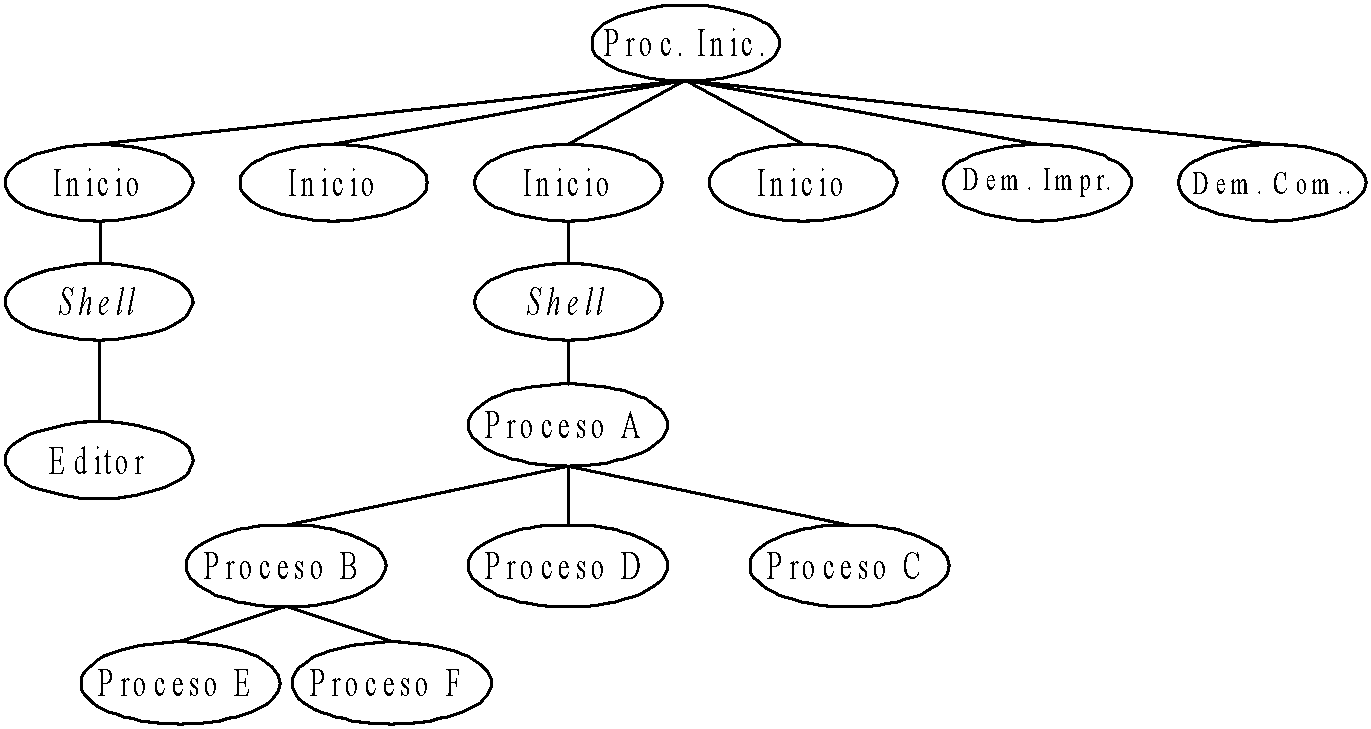 Proc. Inic.
Inicio
Inicio
Inicio
Inicio
Dem. Impr.
Dem. Com..
Shell
Shell
Proceso A
Editor
Proceso B
Proceso D
Proceso C
Proceso E
Proceso F